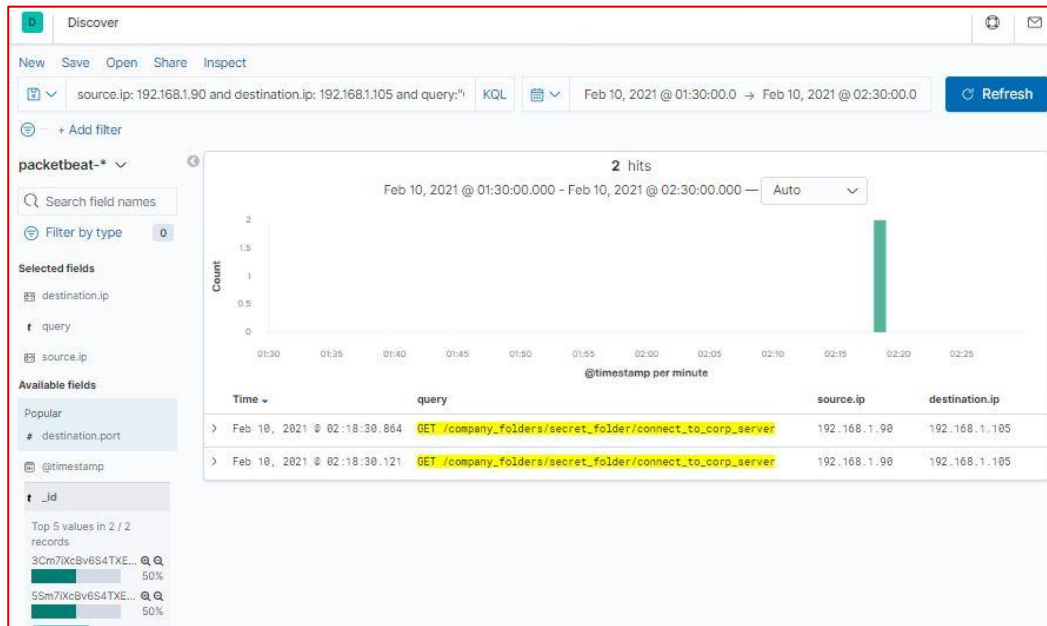 D Discover
New Save Open Share Inspect
source.ip: 192.168.1.90 and destination.ip: 192.168.1.105 and query:"( KQL Feb 10, 2021 @ 01:30:00.0 → Feb 10, 2021 @ 02:30:00.0 Refresh
+ Add filter
packetbeat-*
Search field names
Filter by type 0
Selected fields
destination.ip
t query
source.ip
Available fields
Popular
# destination.port
@timestamp
t _id
Top 5 values in 2 / 2
records
3Cm7iXcBv6S4TXE...
50%
5Sm7iXcBv6S4TXE...
50%
2 hits
Feb 10, 2021 @ 01:30:00.000 - Feb 10, 2021 @ 02:30:00.000 — Auto
Count
2
1.5
1
0.5
0
01:30 01:35 01:40 01:45 01:50 01:55 02:00 02:05 02:10 02:15 02:20 02:25
@timestamp per minute
Time query source.ip destination.ip
> Feb 10, 2021 @ 02:18:30.864 GET /company_folders/secret_folder/connect_to_corp_server 192.168.1.90 192.168.1.105
> Feb 10, 2021 @ 02:18:30.121 GET /company_folders/secret_folder/connect_to_corp_server 192.168.1.90 192.168.1.105